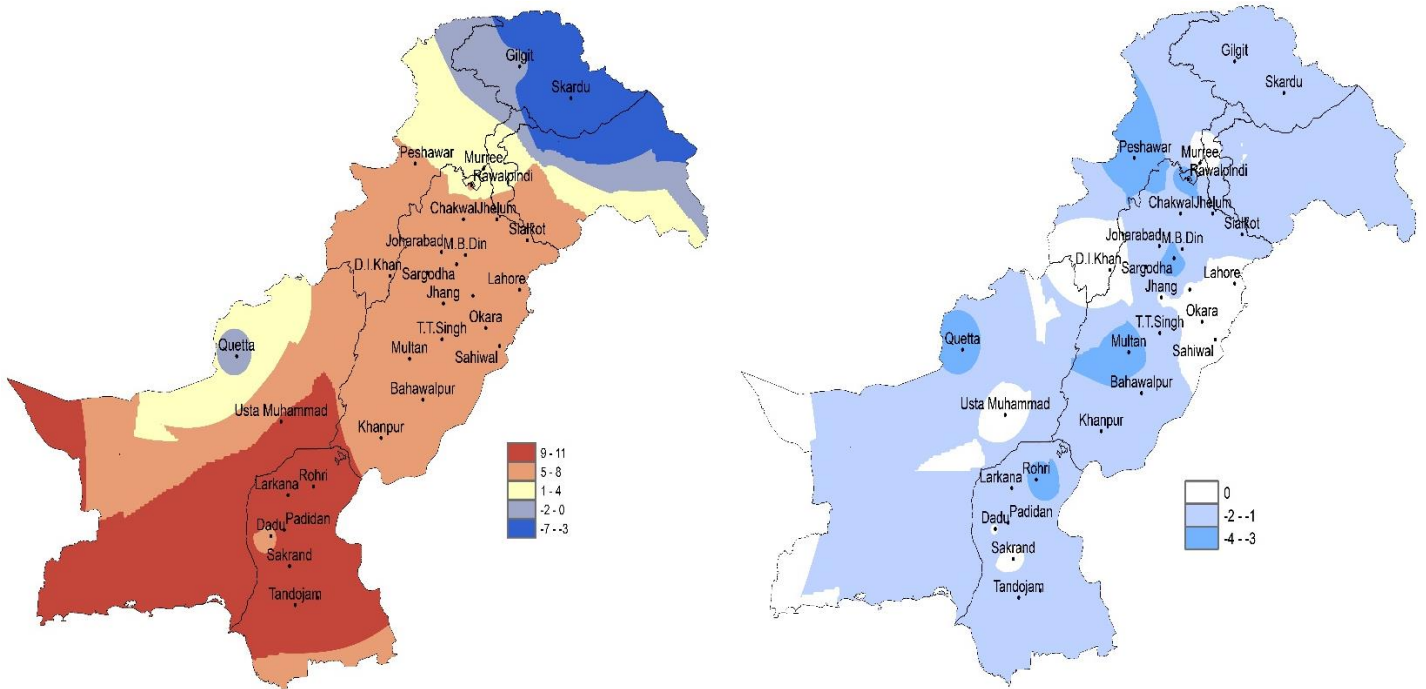 Gilgit
Skardu
Peshawar
Murree
Rawalpindi
Chakwal
Jhelum
Sialkot
Joharabad
M.B.Din
D.I.Khan
Sargodha
Lahore
Jhang
Okara
T.T.Singh
Multan
Sahiwal
Quetta
Bahawalpur
Usta Muhammad
Khanpur
Rohri
Larkana
Padidan
Dadu
Sakrand
Tandojam
9 - 11
5 - 8
1 - 4
-2 - 0
-7 - -3
Gilgit
Skardu
Peshawar
Murree
Rawalpindi
Chakwal
Jhelum
Sialkot
Joharabad
M.B.Din
D.I.Khan
Sargodha
Lahore
Jhang
Okara
T.T.Singh
Multan
Sahiwal
Quetta
Bahawalpur
Usta Muhammad
Khanpur
Rohri
Larkana
Padidan
Dadu
Sakrand
Tandojam
0
-2 - -1
-4 - -3